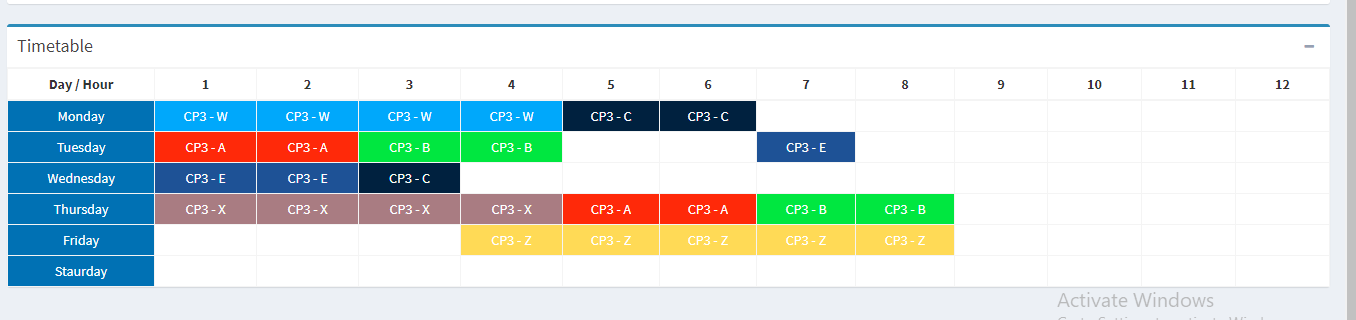 Timetable
Day / Hour 1 2 3 4 5 6 7 8 9 10 11 12
Monday CP3 - W CP3 - W CP3 - W CP3 - W CP3 - C CP3 - C
Tuesday CP3 - A CP3 - A CP3 - B CP3 - B CP3 - E
Wednesday CP3 - E CP3 - E CP3 - C
Thursday CP3 - X CP3 - X CP3 - X CP3 - X CP3 - A CP3 - A CP3 - B CP3 - B
Friday CP3 - Z CP3 - Z CP3 - Z CP3 - Z CP3 - Z
Staurday
Activate Windows